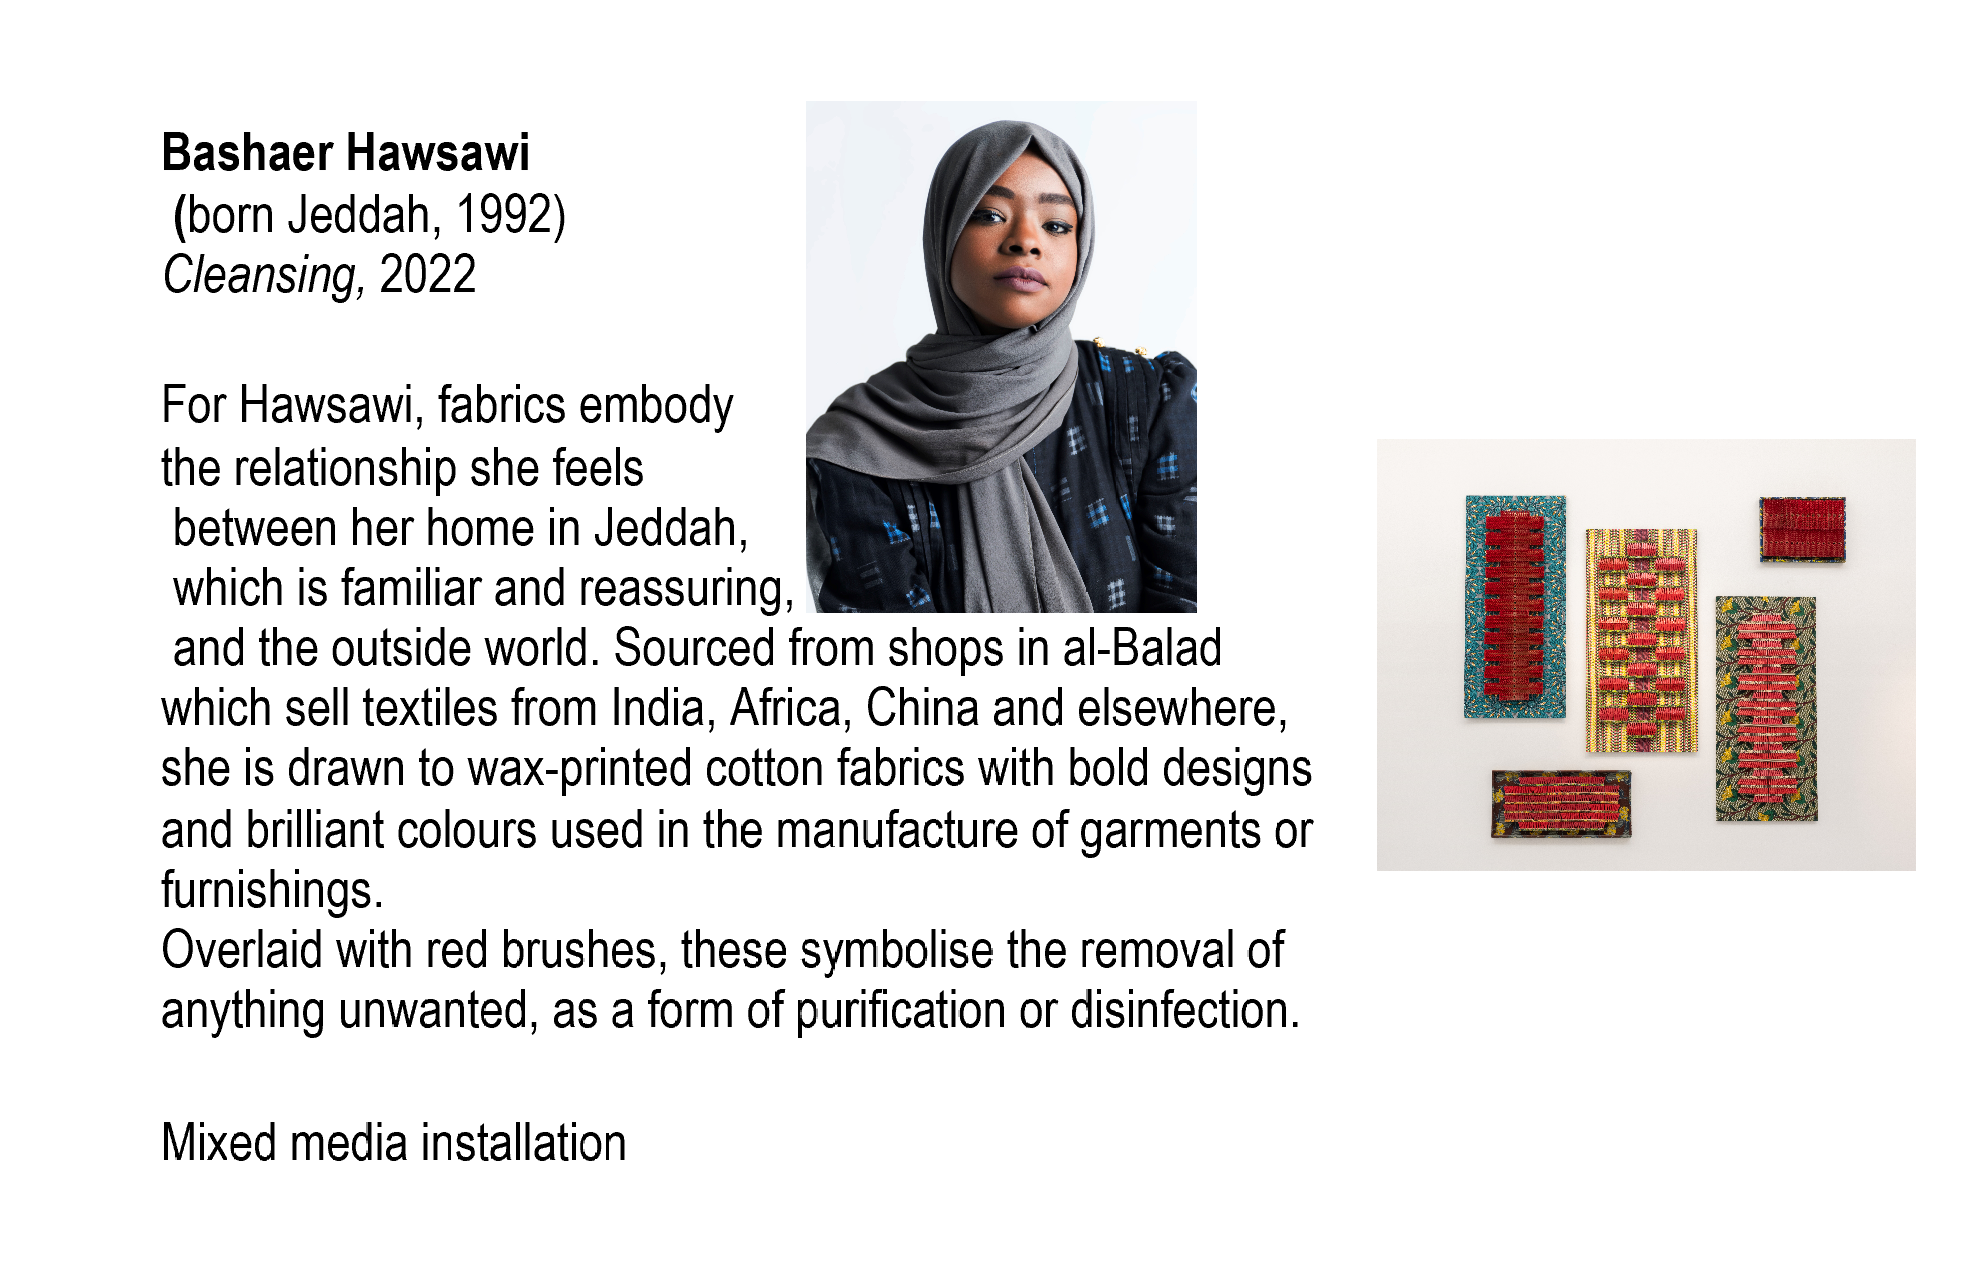 Bashaer Hawsawi
(born Jeddah, 1992)
Cleansing, 2022
For Hawsawi, fabrics embody
the relationship she feels
between her home in Jeddah,
which is familiar and reassuring,
and the outside world. Sourced from shops in al-Balad
which sell textiles from India, Africa, China and elsewhere,
she is drawn to wax-printed cotton fabrics with bold designs
and brilliant colours used in the manufacture of garments or
furnishings.
Overlaid with red brushes, these symbolise the removal of
anything unwanted, as a form of purification or disinfection.
Mixed media installation